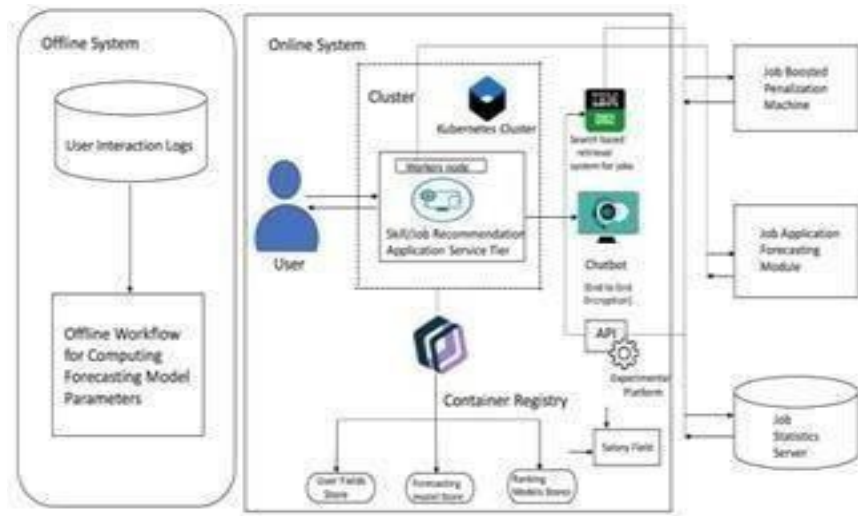 Offline System
User Interaction Logs
Offline Workflow
for Computing
Forecasting Model
Parameters
Online System
Cluster
Kubernetes Cluster
Workers node
Skill/Job Recommendation
Application Service Tier
User
IBM
DB2
Search based
retrieval
system for jobs
Chatbot
(End to End
Encryption)
API
Experimental
Platform
Container Registry
User Fields
Store
Forecasting
model Store
Ranking
Models Stores
Salary Field
Job Boosted
Penalization
Machine
Job Application
Forecasting
Module
Job
Statistics
Server